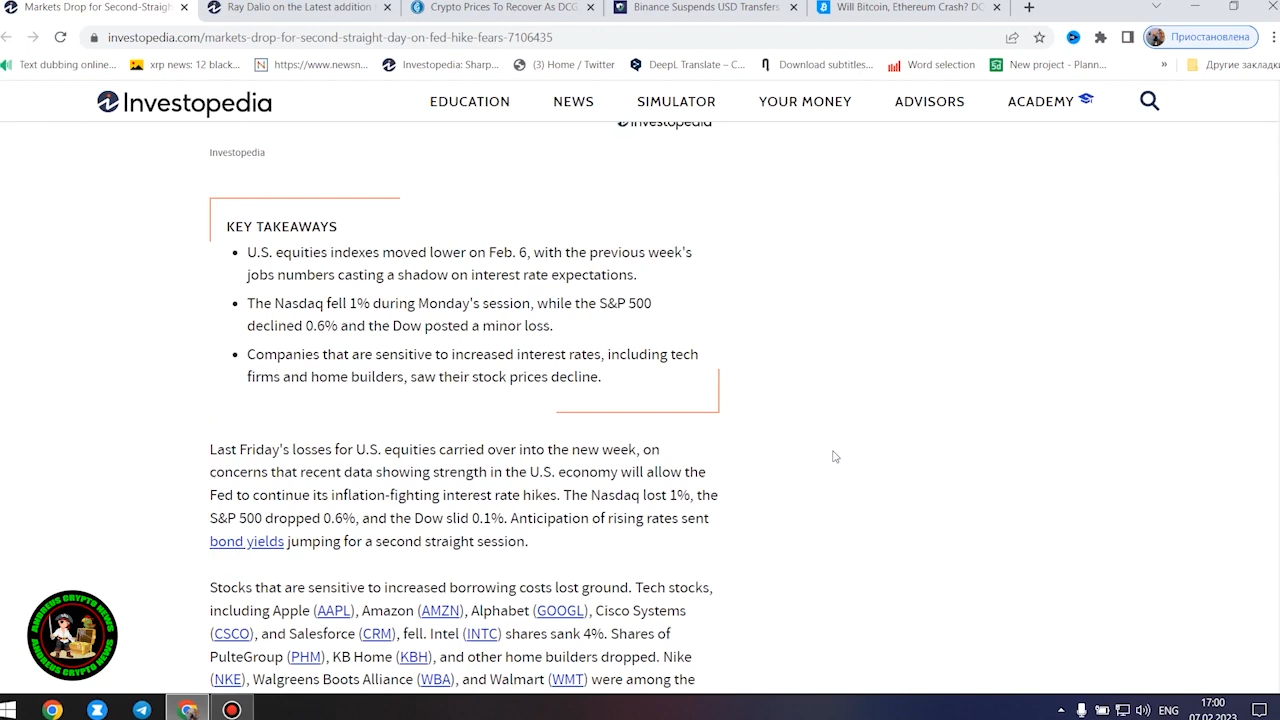 Markets Drop for Second-Straigh
Ray Dalio on the Latest addition
Crypto Prices To Recover As DCG
Binance Suspends USD Transfers
Will Bitcoin, Ethereum Crash? DC
investopedia.com/markets-drop-for-second-straight-day-on-fed-hike-fears-7106435
Приостановлена
Text dubbing online...
xrp news: 12 black...
https://www.newsn...
Investopedia: Sharp...
(3) Home / Twitter
DeepL Translate – C...
Download subtitles...
Word selection
New project - Plann...
»
Другие закладки
Investopedia
EDUCATION
NEWS
SIMULATOR
YOUR MONEY
ADVISORS
ACADEMY
Investopedia
Investopedia
KEY TAKEAWAYS
• U.S. equities indexes moved lower on Feb. 6, with the previous week's
jobs numbers casting a shadow on interest rate expectations.
• The Nasdaq fell 1% during Monday's session, while the S&P 500
declined 0.6% and the Dow posted a minor loss.
• Companies that are sensitive to increased interest rates, including tech
firms and home builders, saw their stock prices decline.
Last Friday's losses for U.S. equities carried over into the new week, on
concerns that recent data showing strength in the U.S. economy will allow the
Fed to continue its inflation-fighting interest rate hikes. The Nasdaq lost 1%, the
S&P 500 dropped 0.6%, and the Dow slid 0.1%. Anticipation of rising rates sent
bond yields jumping for a second straight session.
Stocks that are sensitive to increased borrowing costs lost ground. Tech stocks,
including Apple (AAPL), Amazon (AMZN), Alphabet (GOOGL), Cisco Systems
(CSCO), and Salesforce (CRM), fell. Intel (INTC) shares sank 4%. Shares of
PulteGroup (PHM), KB Home (KBH), and other home builders dropped. Nike
(NKE), Walgreens Boots Alliance (WBA), and Walmart (WMT) were among the
ANDREUS CRYPTO NEWS
ANDREUS CRYPTO NEWS
ENG
17:00
07.02.2023